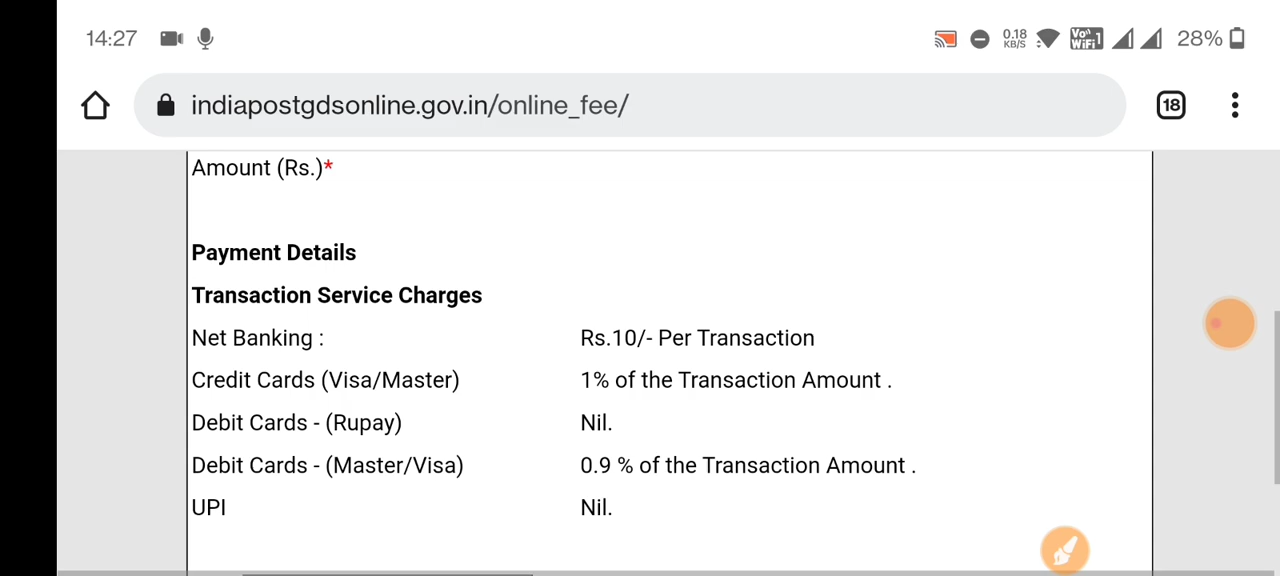 14:27 0.18 KB/S Vo)) WiFi 1 28%
indiapostgdsonline.gov.in/online_fee/ 18
Amount (Rs.)*
Payment Details
Transaction Service Charges
Net Banking : Rs.10/- Per Transaction
Credit Cards (Visa/Master) 1% of the Transaction Amount .
Debit Cards - (Rupay) Nil.
Debit Cards - (Master/Visa) 0.9 % of the Transaction Amount .
UPI Nil.